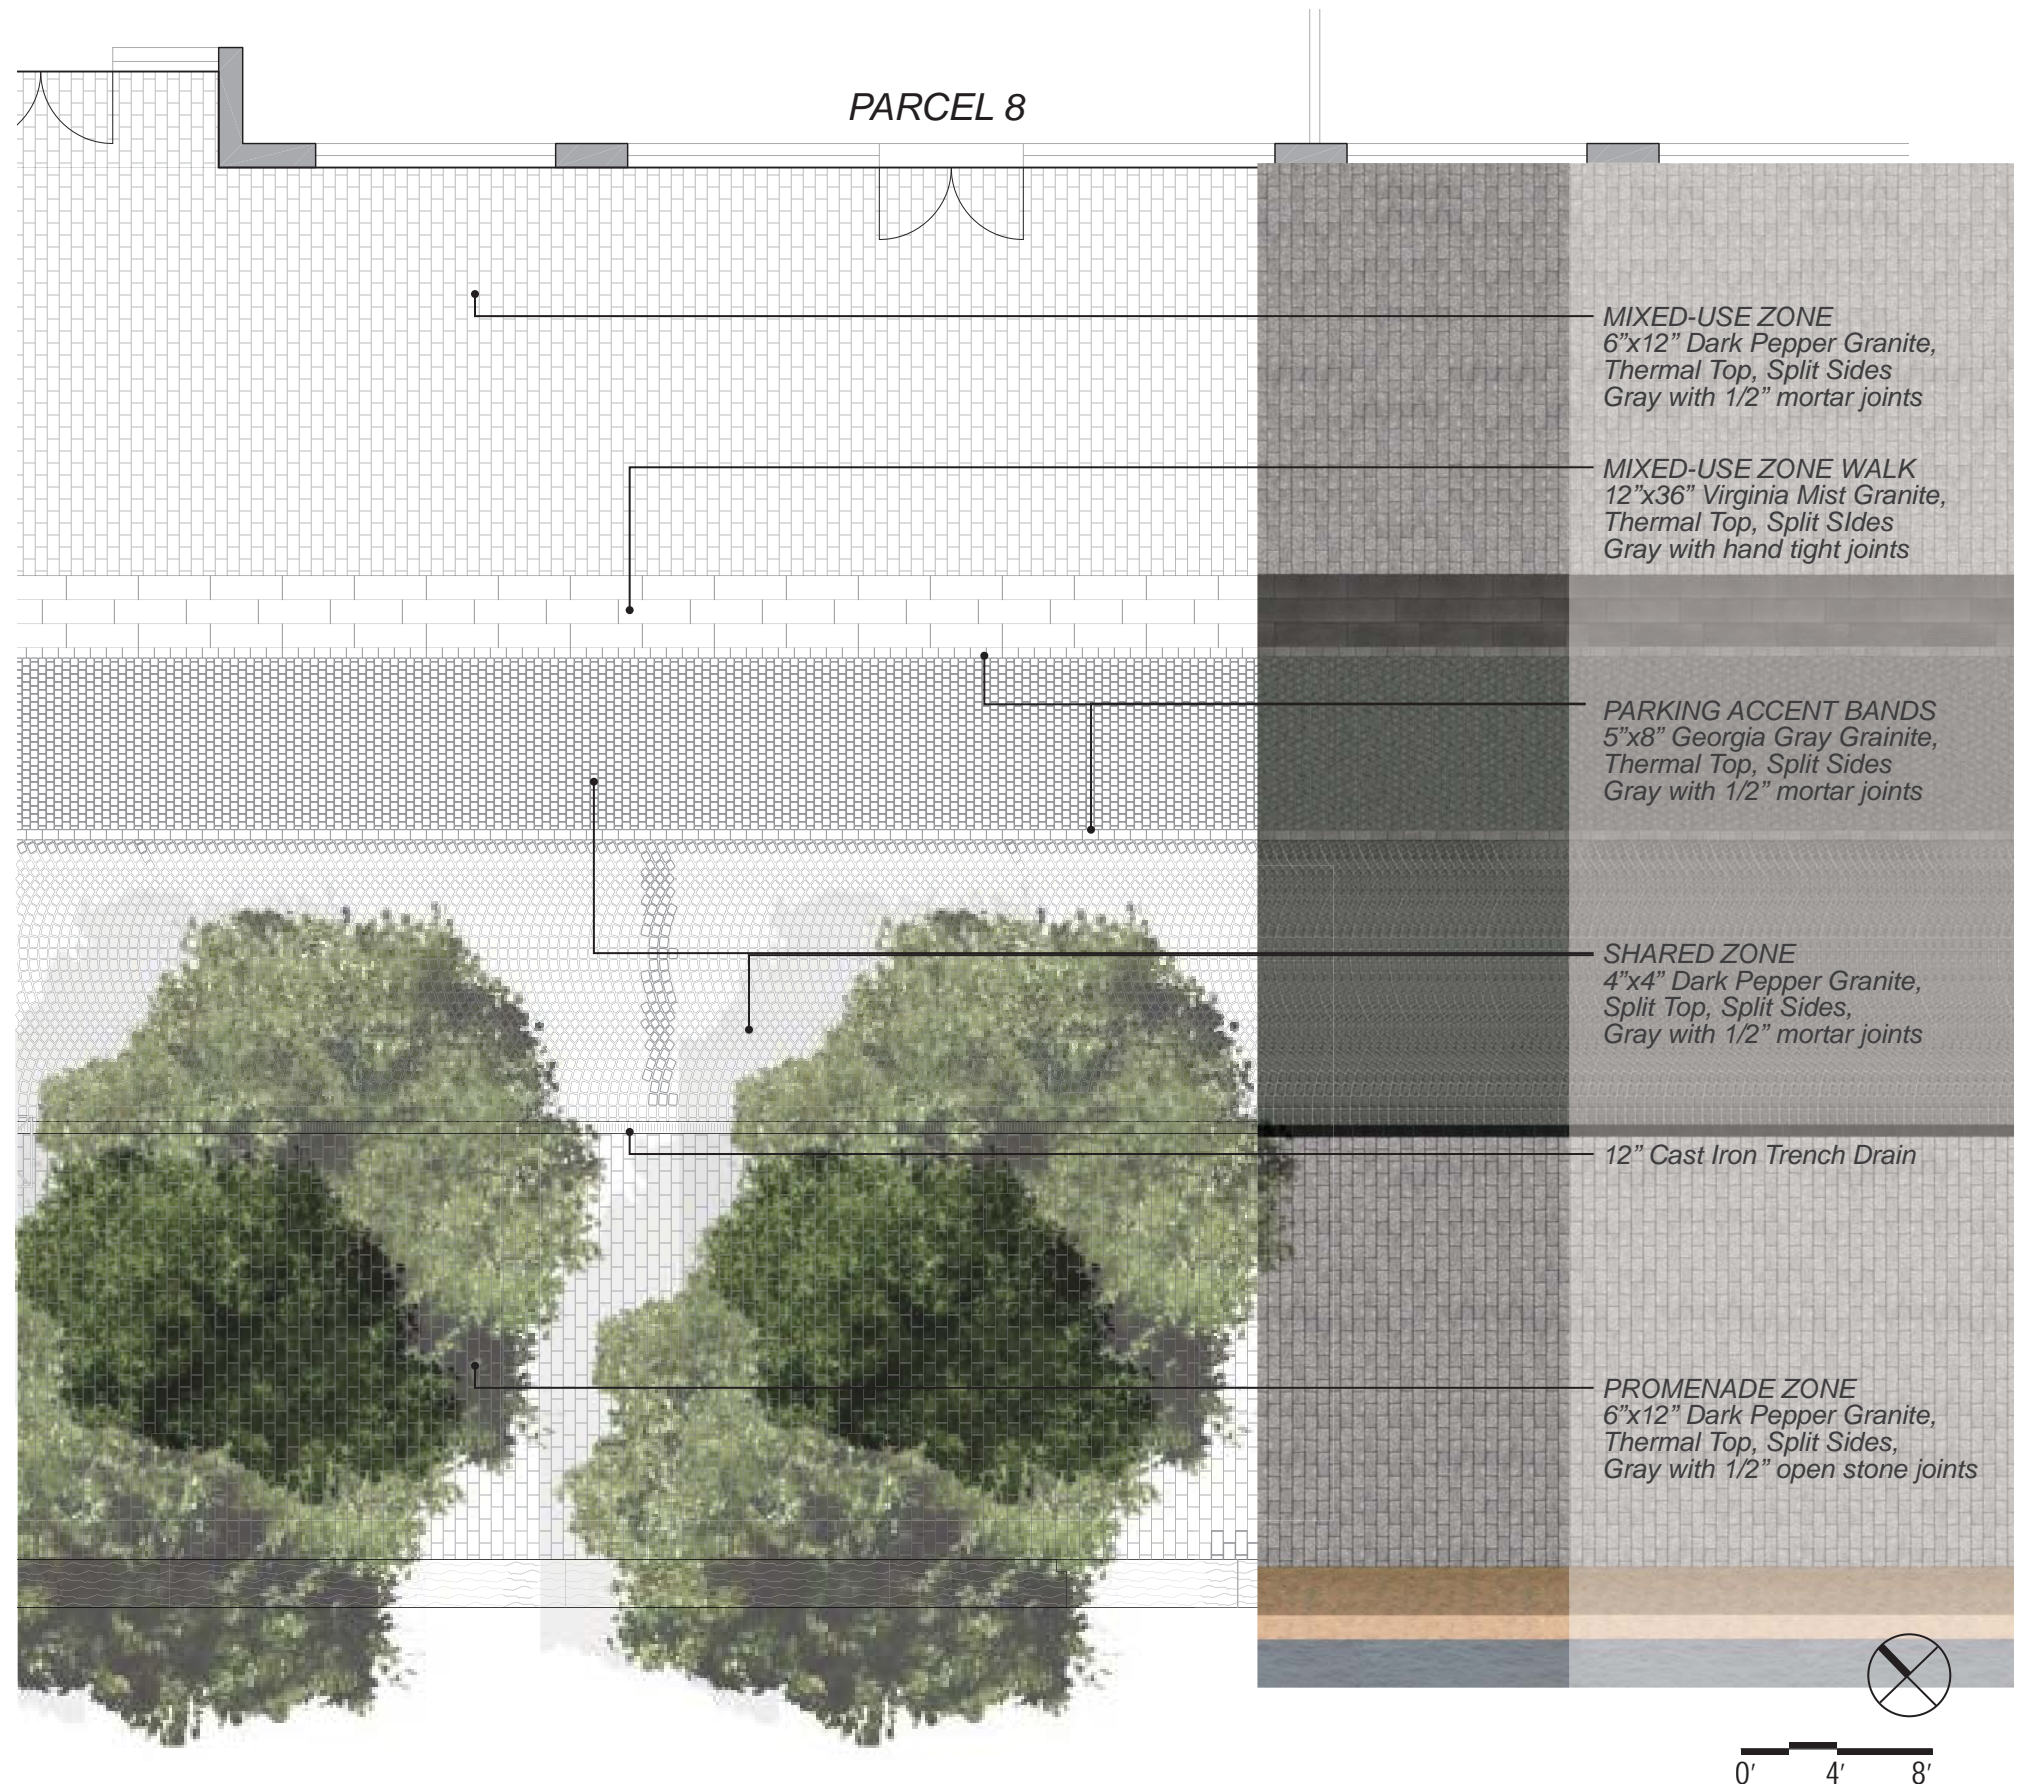 PARCEL 8
MIXED-USE ZONE
6”x12” Dark Pepper Granite,
Thermal Top, Split Sides
Gray with 1/2” mortar joints
MIXED-USE ZONE WALK
12”x36” Virginia Mist Granite,
Thermal Top, Split SIdes
Gray with hand tight joints
PARKING ACCENT BANDS
5”x8” Georgia Gray Grainite,
Thermal Top, Split Sides
Gray with 1/2” mortar joints
SHARED ZONE
4”x4” Dark Pepper Granite,
Split Top, Split Sides,
Gray with 1/2” mortar joints
12” Cast Iron Trench Drain
PROMENADE ZONE
6”x12” Dark Pepper Granite,
Thermal Top, Split Sides,
Gray with 1/2” open stone joints
0' 4' 8'